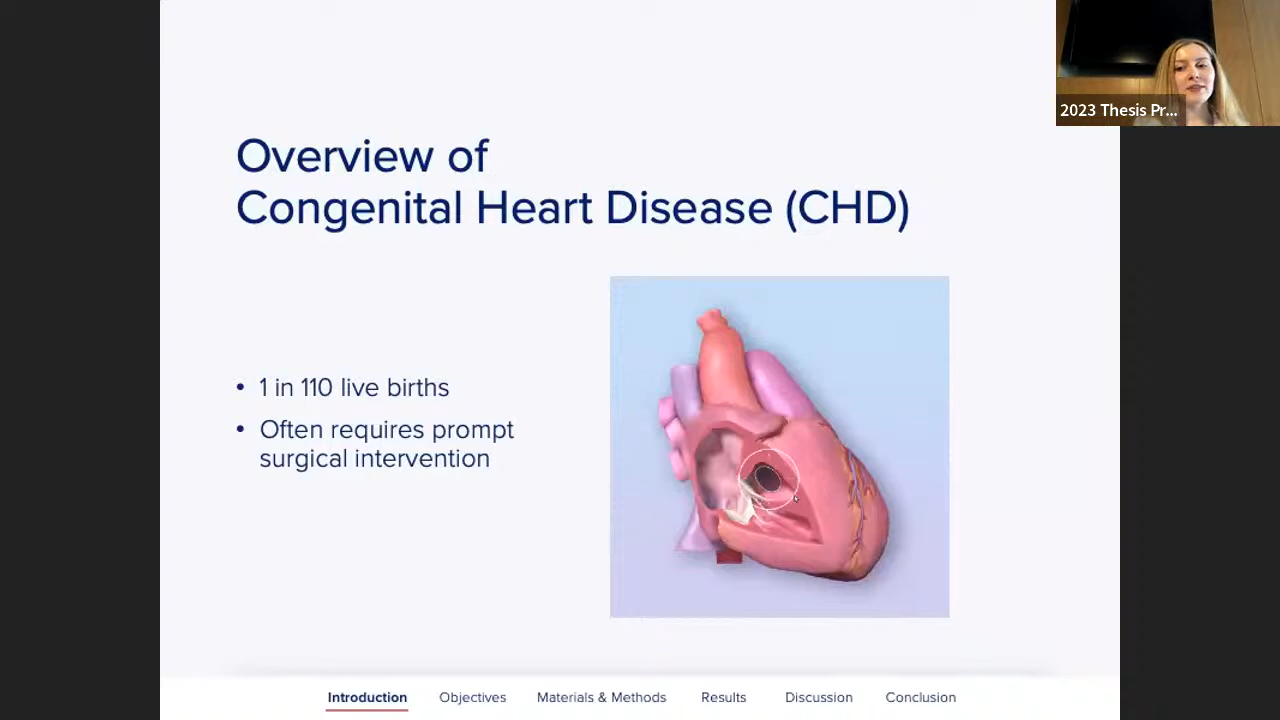 2023 Thesis Pr...
Overview of
Congenital Heart Disease (CHD)
• 1 in 110 live births
• Often requires prompt
surgical intervention
Introduction Objectives Materials & Methods Results Discussion Conclusion